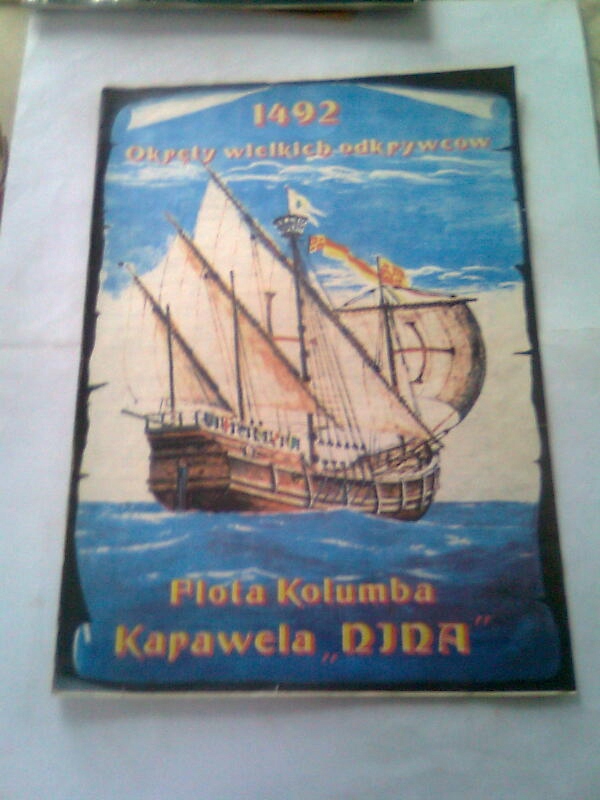 1492
Okręty wielkich odkrywców
Flota Kolumba
Karawela „NINA”